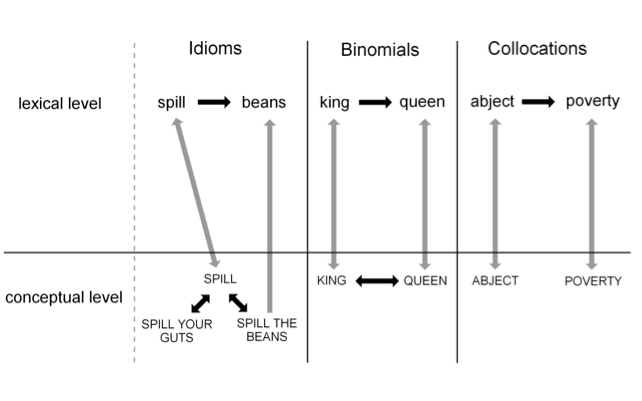 Idioms Binomials Collocations
lexical level spill beans king queen abject poverty
SPILL KING QUEEN ABJECT POVERTY
conceptual level
SPILL YOUR GUTS
SPILL THE BEANS